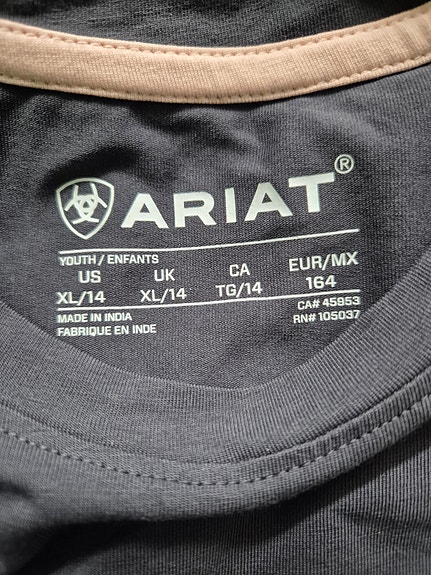 ARIAT®
YOUTH / ENFANTS
US UK CA EUR/MX
XL/14 XL/14 TG/14 164
MADE IN INDIA CA# 45953
FABRIQUE EN INDE RN# 105037